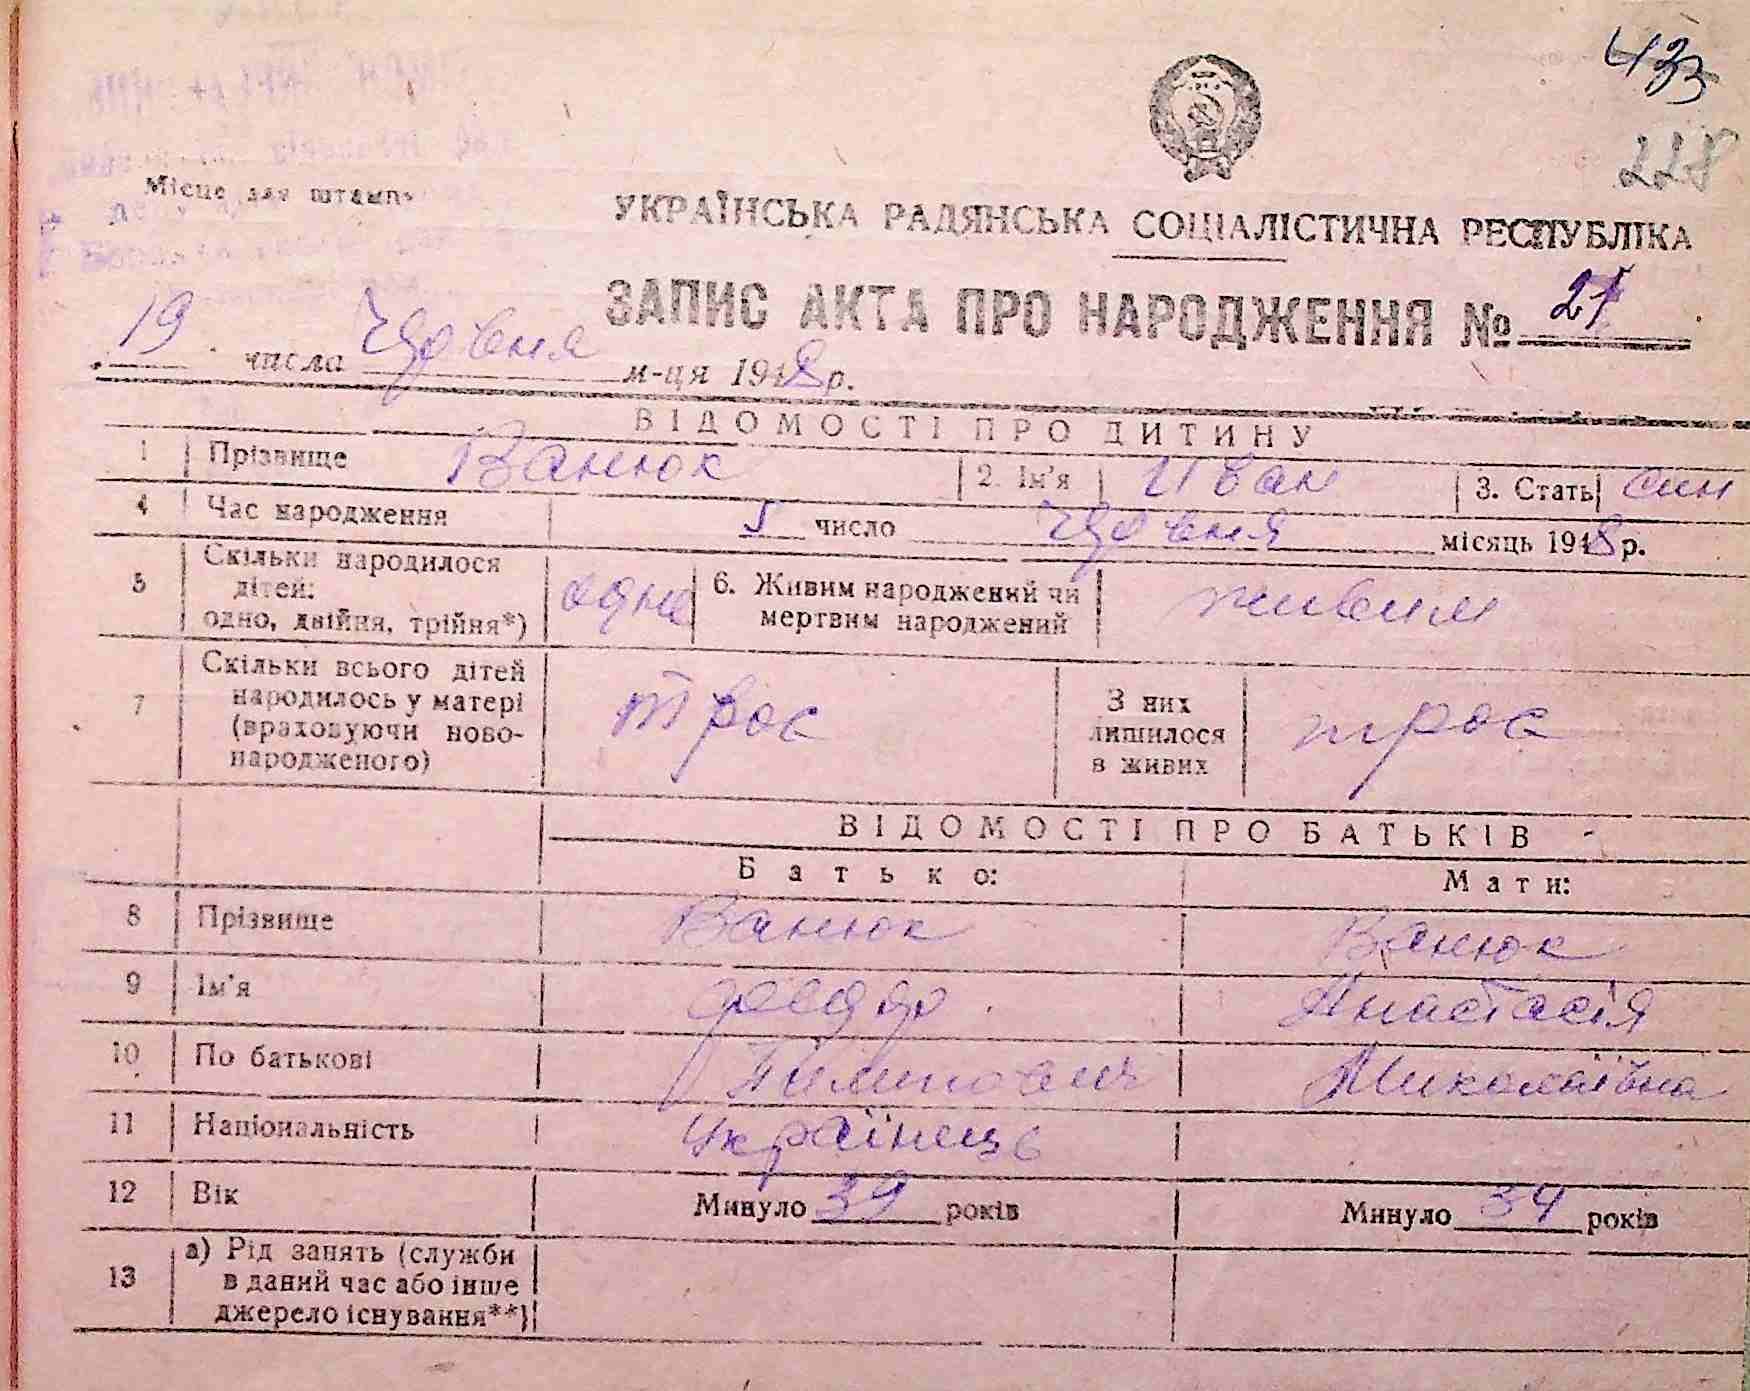 433
228
Місце для штампу
УКРАЇНСЬКА РАДЯНСЬКА СОЦІАЛІСТИЧНА РЕСПУБЛІКА
ЗАПИС АКТА ПРО НАРОДЖЕННЯ №
19 числа Червня м-ця 1948 р.
ВІДОМОСТІ ПРО ДИТИНУ
1 Прізвище Ванюк 2. Ім'я Иван 3. Стать син
4 Час народження 5 число Червня місяць 1948 р.
5 Скільки народилося дітей: одно, двійня, трійня*) одне 6. Живим народжений чи мертвим народжений живим
7 Скільки всього дітей народилось у матері (враховуючи ново-народженого) троє З них лишилося в живих троє
ВІДОМОСТІ ПРО БАТЬКІВ
Батько: Мати:
8 Прізвище Ванюк Ванюк
9 Ім'я Федор Анастасія
10 По батькові Миколаївна
11 Національність Українець
12 Вік Минуло 39 років Минуло 34 років
13 а) Рід занять (служби в даний час або інше джерело існування**)